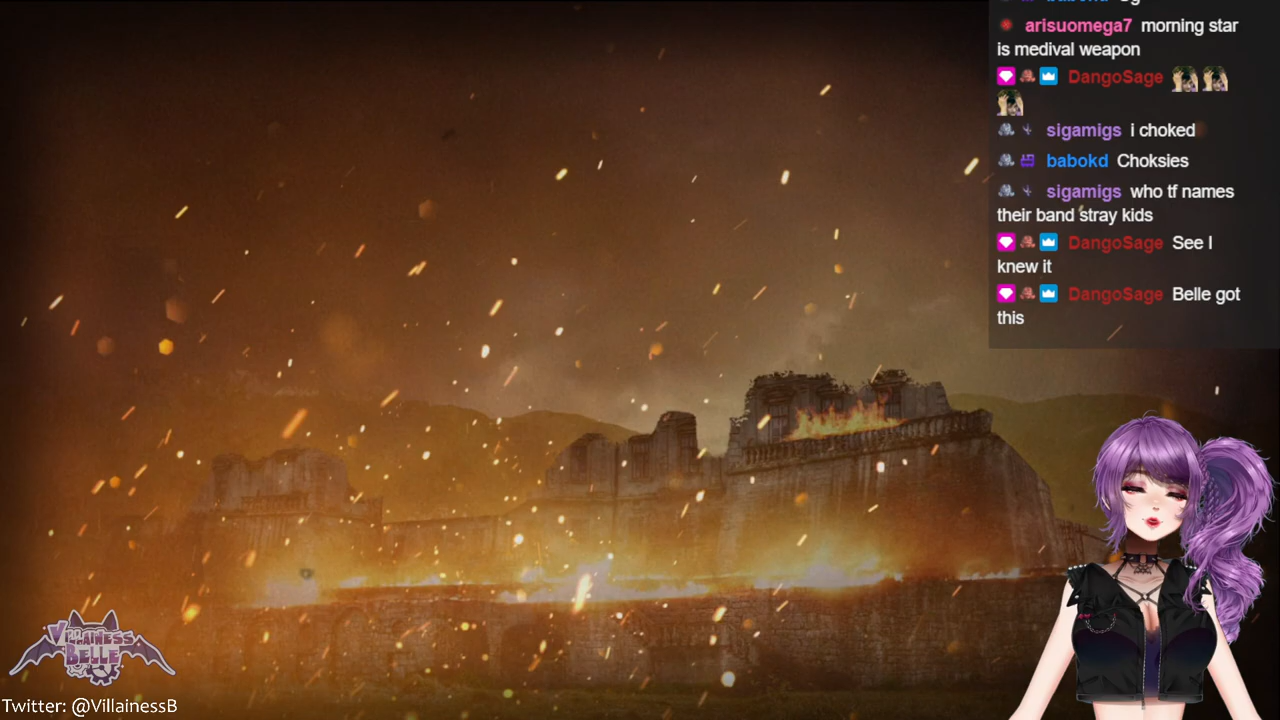 arisuomega7 morning star
is medival weapon
DangoSage
sigamigs i choked
babokd Choksies
sigamigs who tf names
their band stray kids
DangoSage See I
knew it
DangoSage Belle got
this
VILLAINESS
BELLE
Twitter: @VillainessB